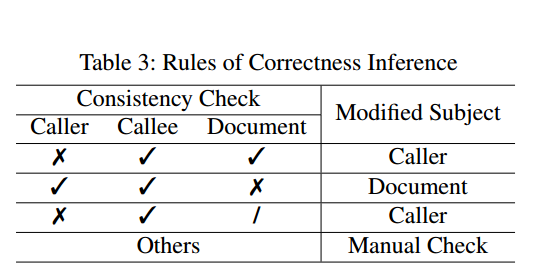 Table 3: Rules of Correctness Inference
Consistency Check
Modified Subject
Caller Callee Document
✗ ✓ ✓ Caller
✓ ✓ ✗ Document
✗ ✓ / Caller
Others Manual Check